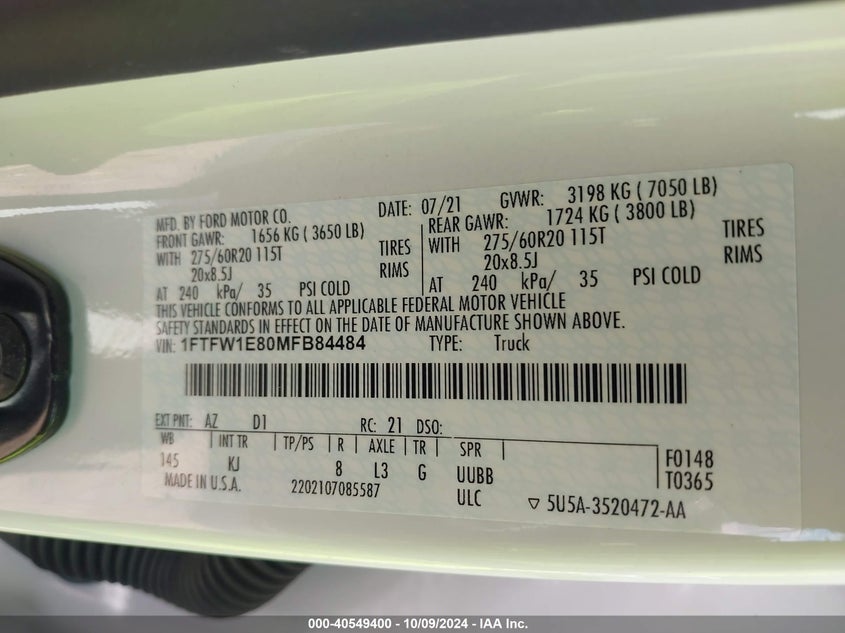 MFD. BY FORD MOTOR CO. DATE: 07/21 GVWR: 3198 KG ( 7050 LB)
FRONT GAWR: 1656 KG ( 3650 LB) REAR GAWR: 1724 KG ( 3800 LB)
WITH 275/60R20 115T TIRES WITH 275/60R20 115T TIRES
20x8.5J RIMS 20x8.5J RIMS
AT 240 kPa/ 35 PSI COLD AT 240 kPa/ 35 PSI COLD
THIS VEHICLE CONFORMS TO ALL APPLICABLE FEDERAL MOTOR VEHICLE
SAFETY STANDARDS IN EFFECT ON THE DATE OF MANUFACTURE SHOWN ABOVE.
VIN: 1FTFW1E80MFB84484 TYPE: Truck
EXT PNT: AZ D1 RC: 21 DSO:
WB INT TR TP/PS R AXLE TR SPR F0148
145 KJ 8 L3 G UUBB T0365
MADE IN U.S.A. 2202107085587 ULC ▽ 5U5A-3520472-AA
000-40549400 - 10/09/2024 - IAA Inc.